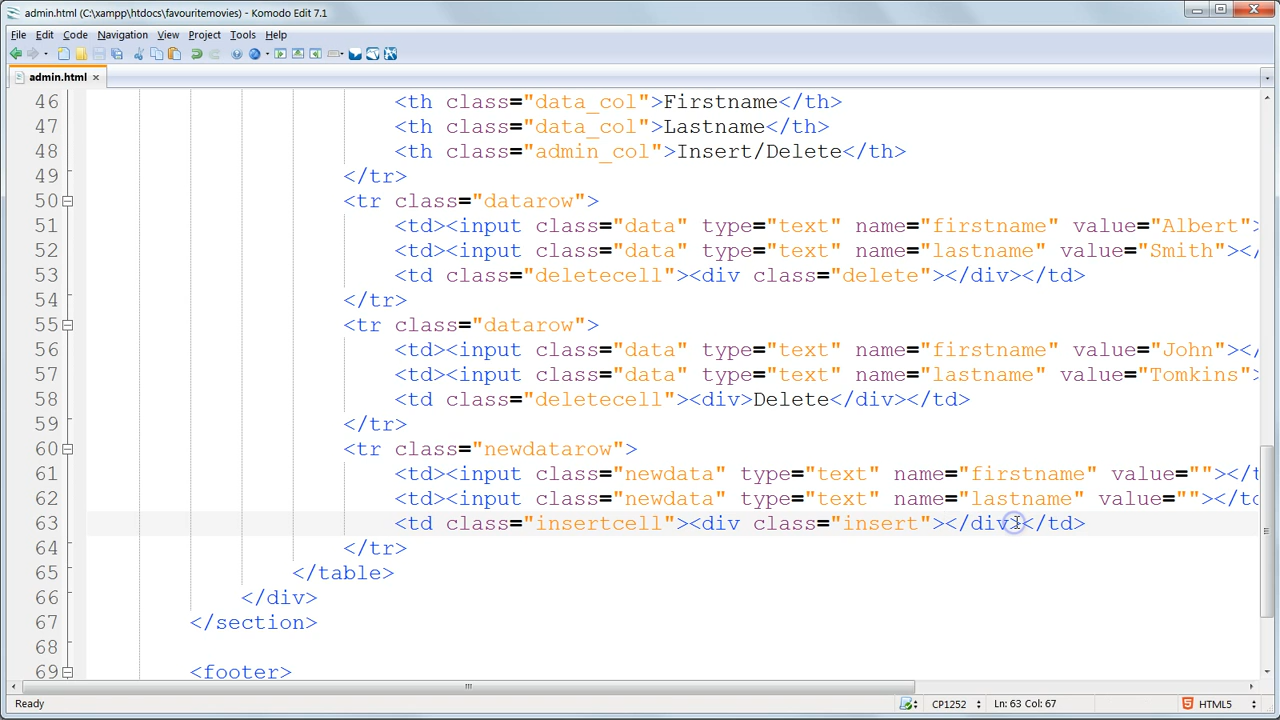 admin.html (C:\xampp\htdocs\favouritemovies) - Komodo Edit 7.1
File Edit Code Navigation View Project Tools Help
admin.html
46 <th class="data_col">Firstname</th>
47 <th class="data_col">Lastname</th>
48 <th class="admin_col">Insert/Delete</th>
49 </tr>
50 <tr class="datarow">
51 <td><input class="data" type="text" name="firstname" value="Albert">
52 <td><input class="data" type="text" name="lastname" value="Smith"></
53 <td class="deletecell"><div class="delete"></div></td>
54 </tr>
55 <tr class="datarow">
56 <td><input class="data" type="text" name="firstname" value="John"></
57 <td><input class="data" type="text" name="lastname" value="Tomkins">
58 <td class="deletecell"><div>Delete</div></td>
59 </tr>
60 <tr class="newdatarow">
61 <td><input class="newdata" type="text" name="firstname" value=""></t
62 <td><input class="newdata" type="text" name="lastname" value=""></td
63 <td class="insertcell"><div class="insert"></div></td>
64 </tr>
65 </table>
66 </div>
67 </section>
68
69 <footer>
Ready CP1252 Ln: 63 Col: 67 HTML5